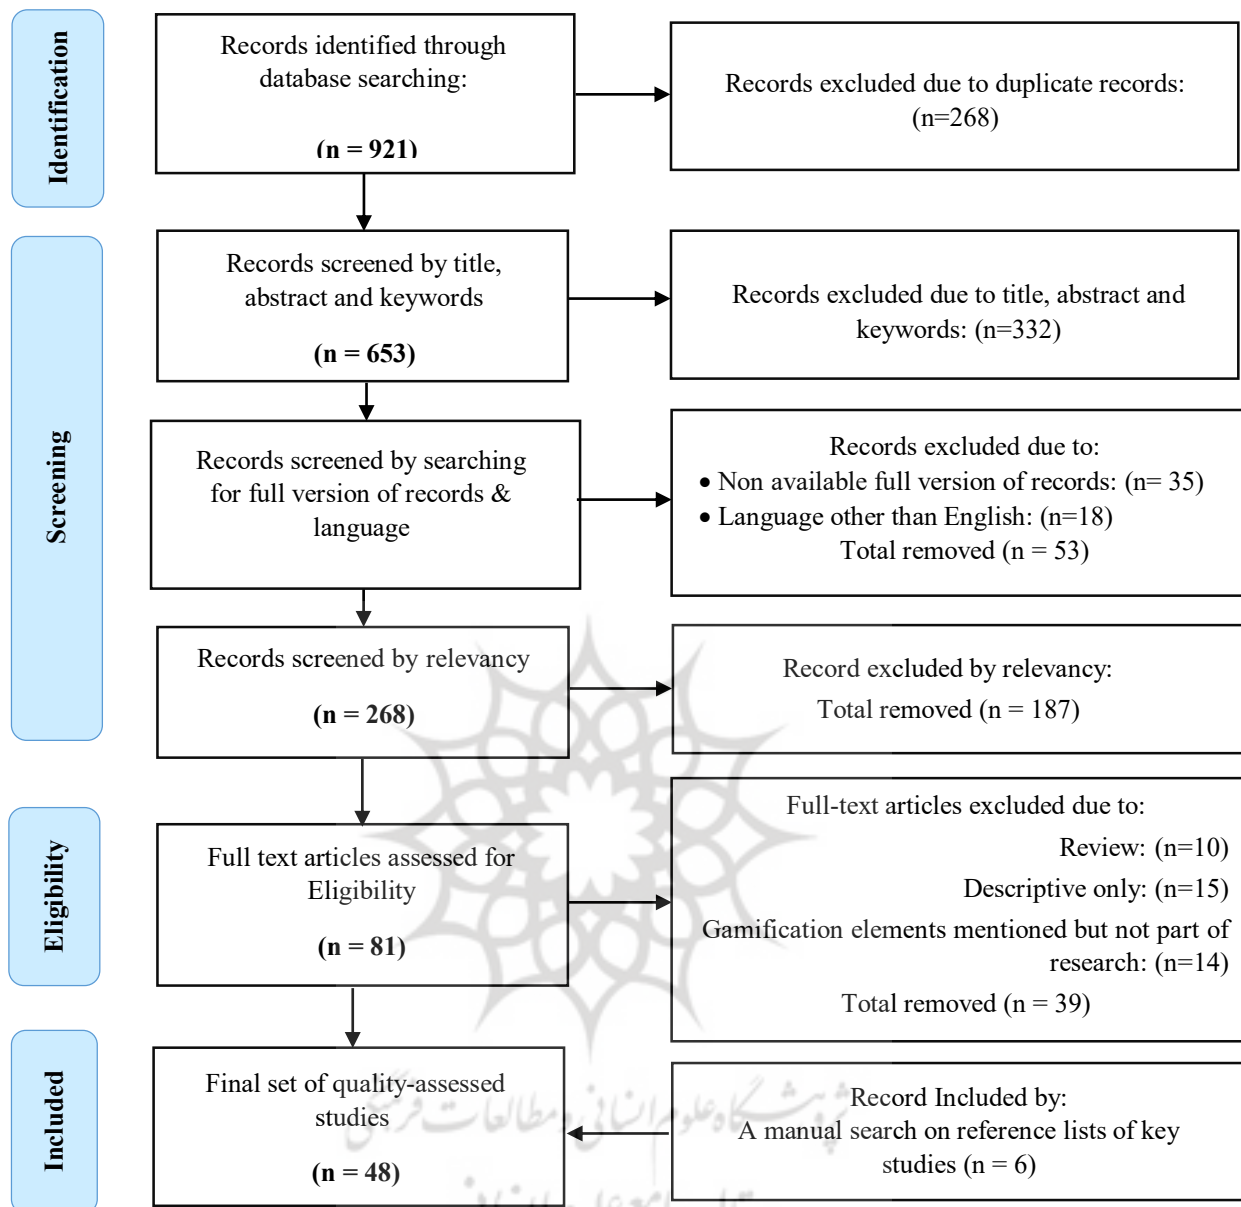 Identification
Records identified through
database searching:
(n = 921)
Records excluded due to duplicate records:
(n=268)
Screening
Records screened by title,
abstract and keywords
(n = 653)
Records excluded due to title, abstract and
keywords: (n=332)
Records screened by searching
for full version of records &
language
Records excluded due to:
• Non available full version of records: (n= 35)
• Language other than English: (n=18)
Total removed (n = 53)
Records screened by relevancy
(n = 268)
Record excluded by relevancy:
Total removed (n = 187)
Eligibility
Full text articles assessed for
Eligibility
(n = 81)
Full-text articles excluded due to:
Review: (n=10)
Descriptive only: (n=15)
Gamification elements mentioned but not part of
research: (n=14)
Total removed (n = 39)
Included
Final set of quality-assessed
studies
(n = 48)
Record Included by:
A manual search on reference lists of key
studies (n = 6)
پژوهشگاه علوم انسانی و مطالعات فرهنگی